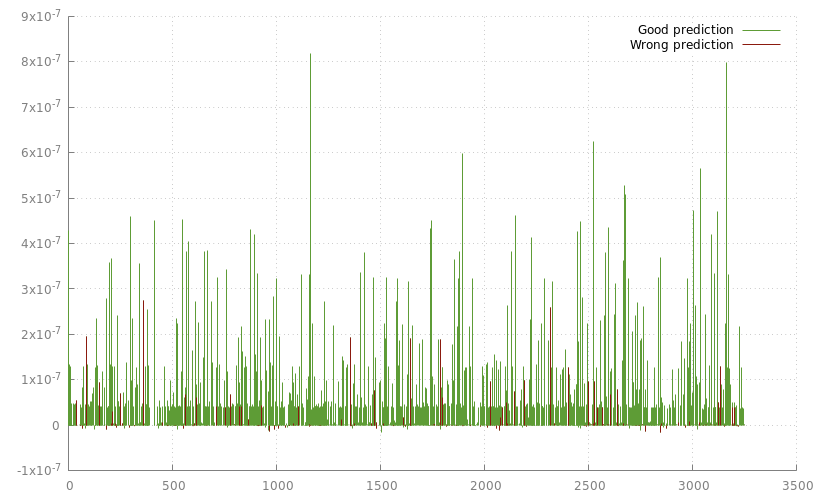 9x10⁻⁷
8x10⁻⁷
7x10⁻⁷
6x10⁻⁷
5x10⁻⁷
4x10⁻⁷
3x10⁻⁷
2x10⁻⁷
1x10⁻⁷
0
-1x10⁻⁷
Good prediction
Wrong prediction
0 500 1000 1500 2000 2500 3000 3500